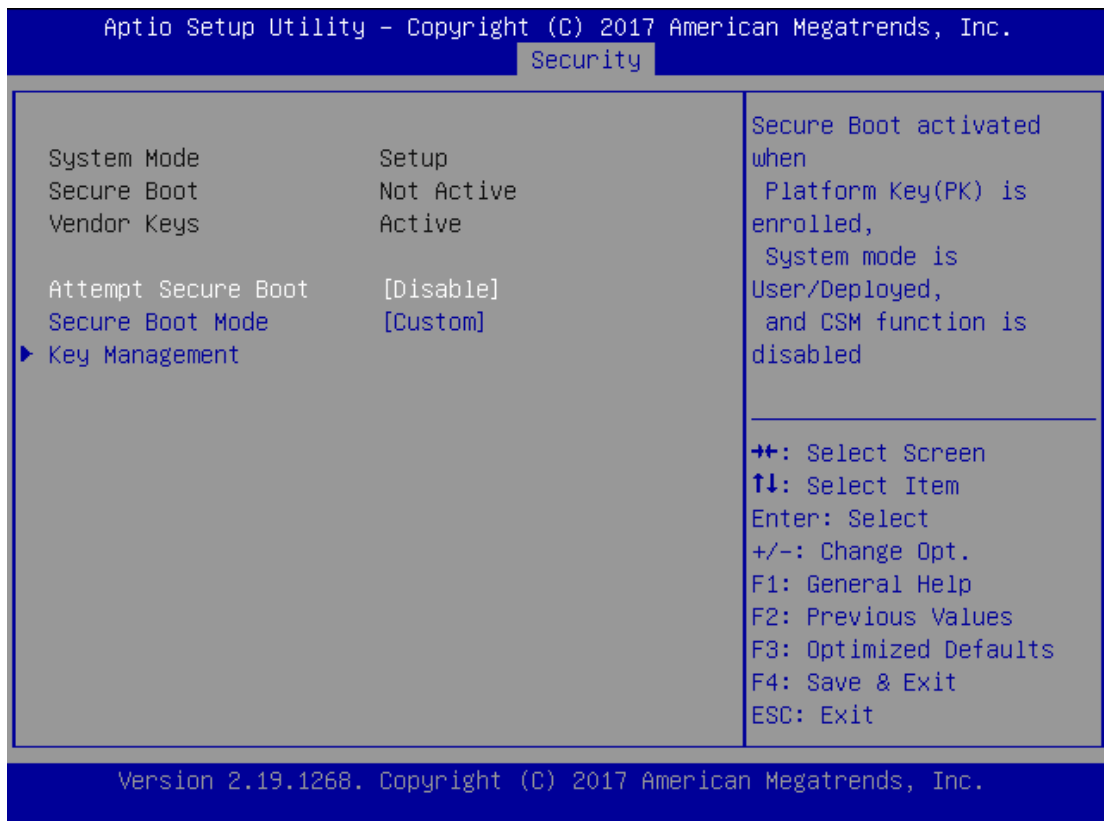 Aptio Setup Utility – Copyright (C) 2017 American Megatrends, Inc.
Security
System Mode Setup
Secure Boot Not Active
Vendor Keys Active
Attempt Secure Boot [Disable]
Secure Boot Mode [Custom]
Key Management
Secure Boot activated
when
Platform Key(PK) is
enrolled,
System mode is
User/Deployed,
and CSM function is
disabled
→←: Select Screen
↑↓: Select Item
Enter: Select
+/-: Change Opt.
F1: General Help
F2: Previous Values
F3: Optimized Defaults
F4: Save & Exit
ESC: Exit
Version 2.19.1268. Copyright (C) 2017 American Megatrends, Inc.